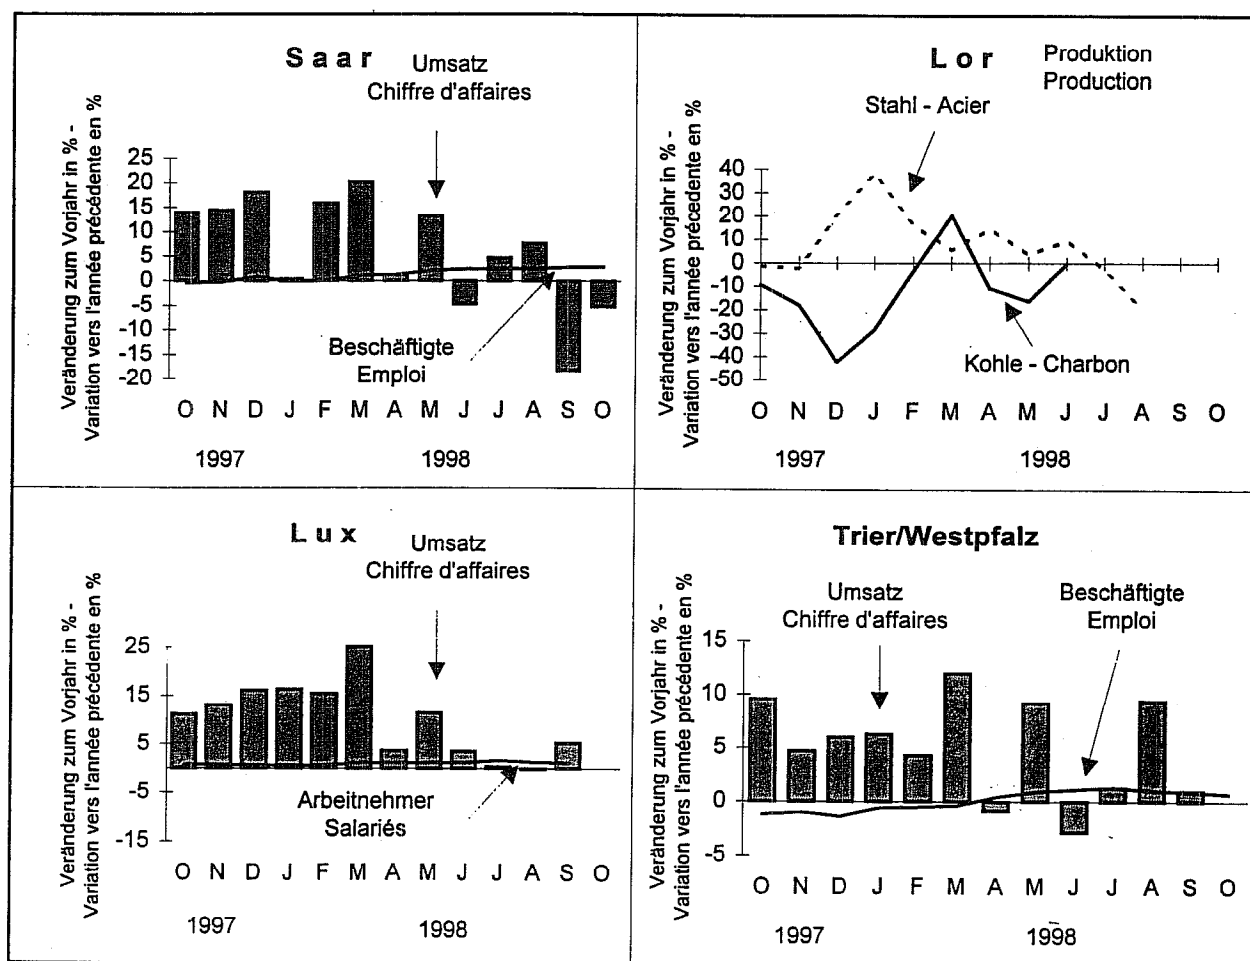 Saar
Umsatz
Chiffre d'affaires
Veränderung zum Vorjahr in % -
Variation vers l'année précédente en %
25
20
15
10
5
0
-5
-10
-15
-20
Beschäftigte
Emploi
O N D J F M A M J J A S O
1997 1998
Lor
Produktion
Production
Stahl - Acier
Veränderung zum Vorjahr in % -
Variation vers l'année précédente en %
40
30
20
10
0
-10
-20
-30
-40
-50
Kohle - Charbon
O N D J F M A M J J A S O
1997 1998
Lux
Umsatz
Chiffre d'affaires
Veränderung zum Vorjahr in % -
Variation vers l'année précédente en %
25
15
5
-5
-15
Arbeitnehmer
Salariés
O N D J F M A M J J A S O
1997 1998
Trier/Westpfalz
Umsatz
Chiffre d'affaires
Beschäftigte
Emploi
Veränderung zum Vorjahr in % -
Variation vers l'année précédente en %
15
10
5
0
-5
O N D J F M A M J J A S O
1997 1998